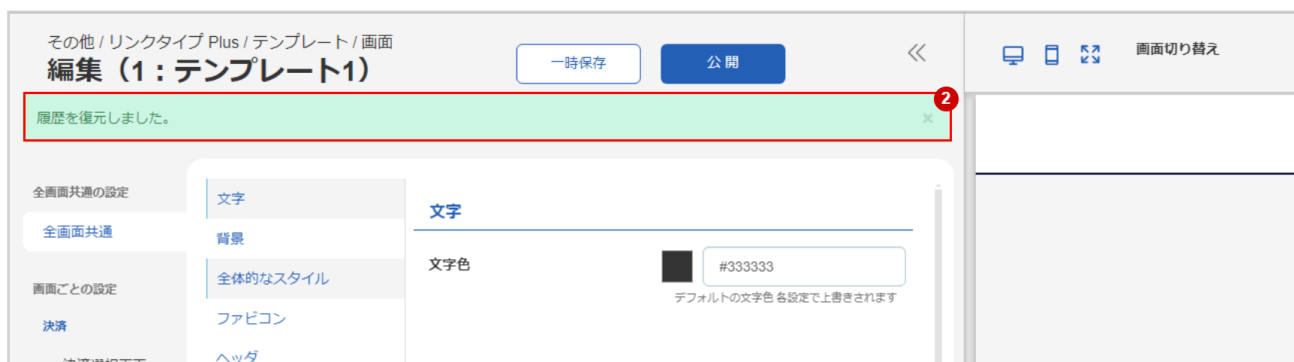 その他 / リンクタイプ Plus / テンプレート / 画面
編集（1：テンプレート1）
一時保存
公開
画面切り替え
2
履歴を復元しました。
×
全画面共通の設定
全画面共通
画面ごとの設定
決済
文字
背景
全体的なスタイル
ファビコン
ヘッダ
文字
文字色
#333333
デフォルトの文字色 各設定で上書きされます